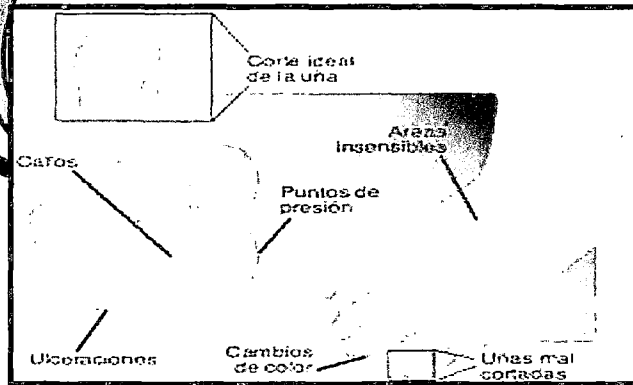 Corte ideal
de la uña
Areas
Insensibles
Callos
Puntos de
presión
Ulceraciones
Cambios
de color
Uñas mal
cortadas